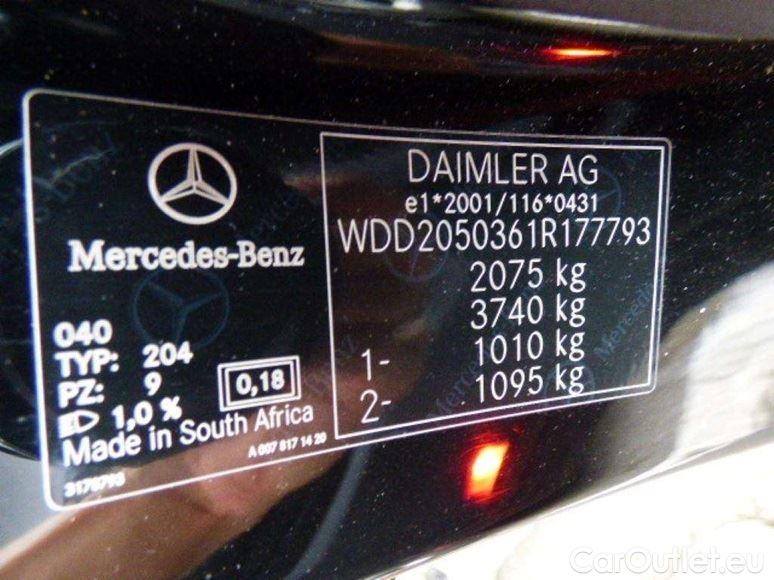 Mercedes-Benz
040
TYP: 204
PZ: 9
0,18
1,0 %
Made in South Africa
A 007 817 14 20
3178793
DAIMLER AG
e1*2001/116*0431
WDD2050361R177793
2075 kg
3740 kg
1- 1010 kg
2- 1095 kg
CarOutlet.eu